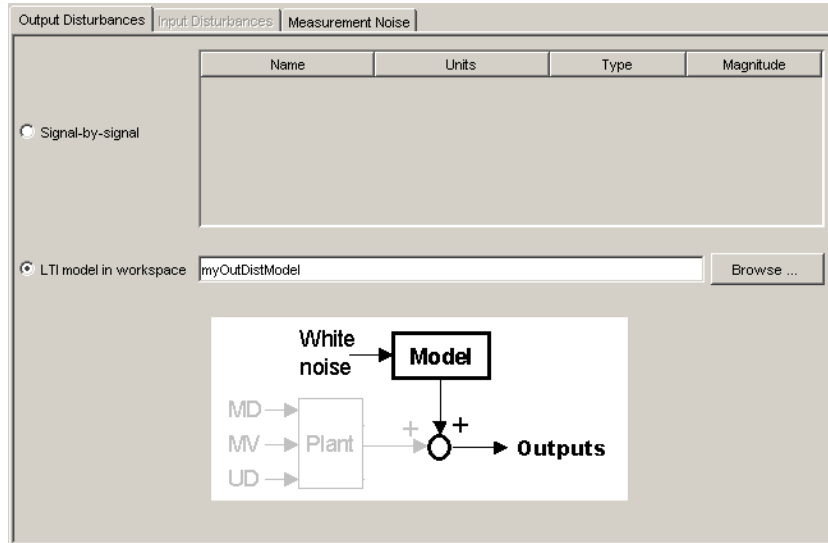 Output Disturbances Input Disturbances Measurement Noise
Name Units Type Magnitude
Signal-by-signal
LTI model in workspace myOutDistModel Browse ...
White
noise
Model
MD
MV
UD
Plant
+
+
Outputs